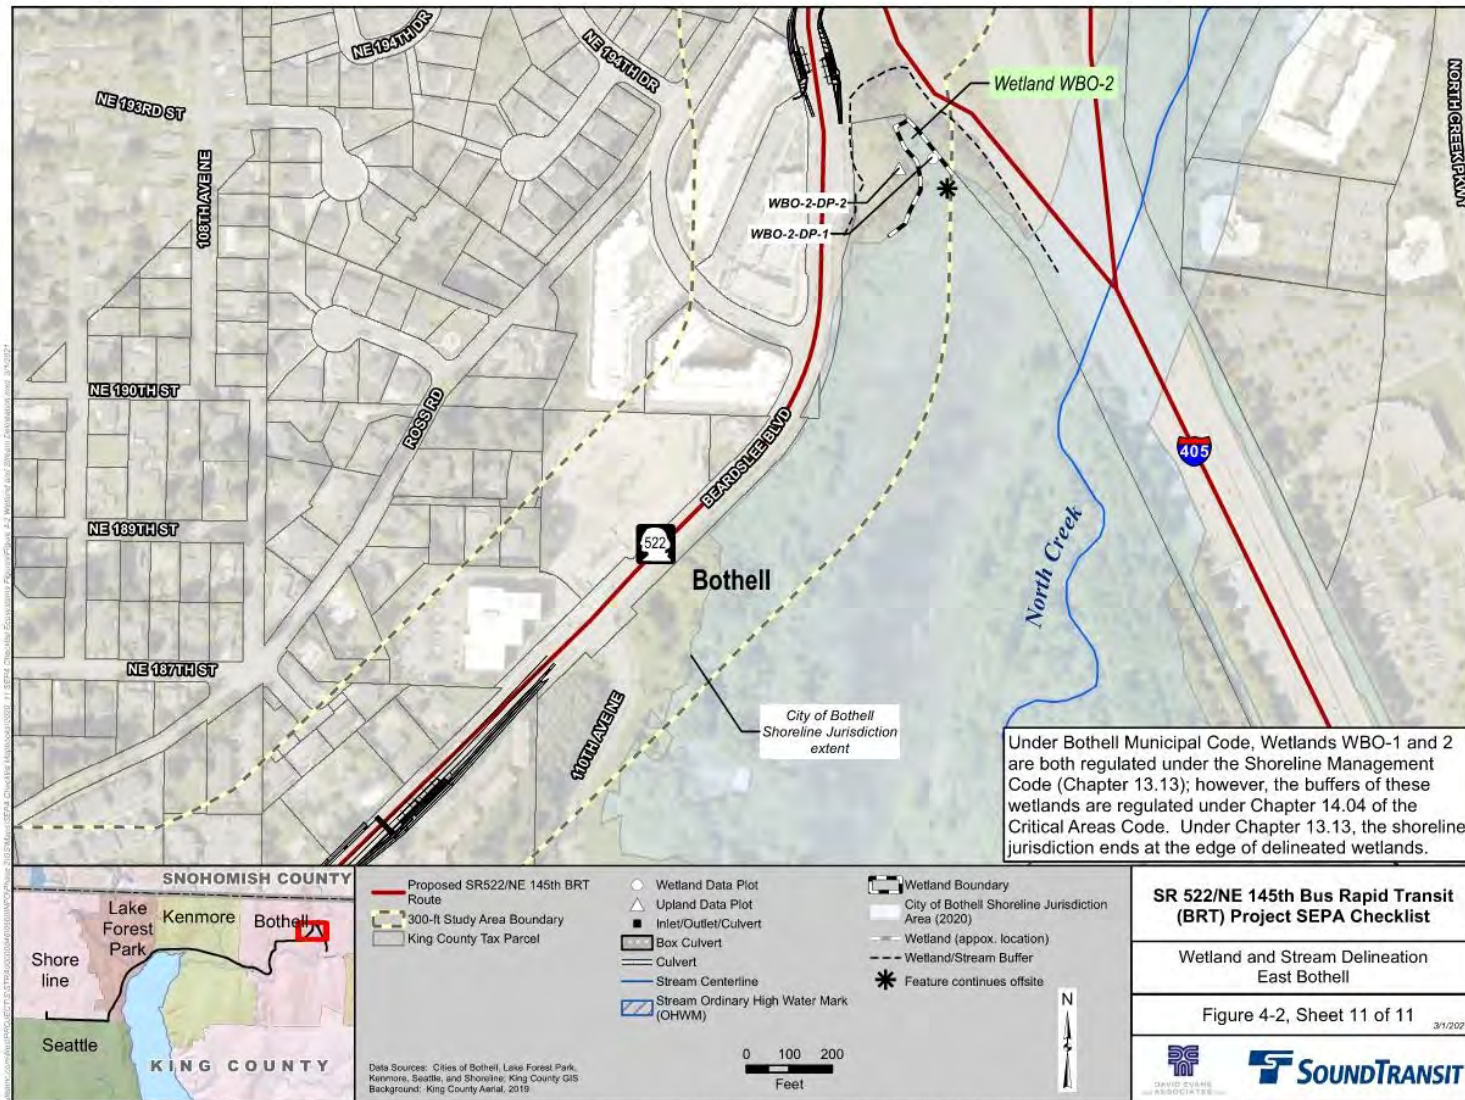 NE 194TH DR
NE 194TH DR
NE 193RD ST
108TH AVE NE
Wetland WBO-2
NORTH CREEK PKWY
WBO-2-DP-2
WBO-2-DP-1
NE 190TH ST
ROSS RD
BEARDSLEE BLVD
405
NE 189TH ST
522
Bothell
North Creek
NE 187TH ST
110TH AVE NE
City of Bothell
Shoreline Jurisdiction
extent
Under Bothell Municipal Code, Wetlands WBO-1 and 2
are both regulated under the Shoreline Management
Code (Chapter 13.13); however, the buffers of these
wetlands are regulated under Chapter 14.04 of the
Critical Areas Code. Under Chapter 13.13, the shoreline
jurisdiction ends at the edge of delineated wetlands.
SNOHOMISH COUNTY
Lake
Forest
Park
Kenmore
Bothell
Shore
line
Seattle
KING COUNTY
Proposed SR522/NE 145th BRT
Route
300-ft Study Area Boundary
King County Tax Parcel
Wetland Data Plot
Upland Data Plot
Inlet/Outlet/Culvert
Box Culvert
Culvert
Stream Centerline
Stream Ordinary High Water Mark
(OHWM)
Wetland Boundary
City of Bothell Shoreline Jurisdiction
Area (2020)
Wetland (appox. location)
Wetland/Stream Buffer
Feature continues offsite
N
0 100 200
Feet
Data Sources: Cities of Bothell, Lake Forest Park,
Kenmore, Seattle, and Shoreline; King County GIS
Background: King County Aerial, 2019
SR 522/NE 145th Bus Rapid Transit
(BRT) Project SEPA Checklist
Wetland and Stream Delineation
East Bothell
Figure 4-2, Sheet 11 of 11
3/1/202
DAVID EVANS
AND ASSOCIATES
SOUNDTRANSIT